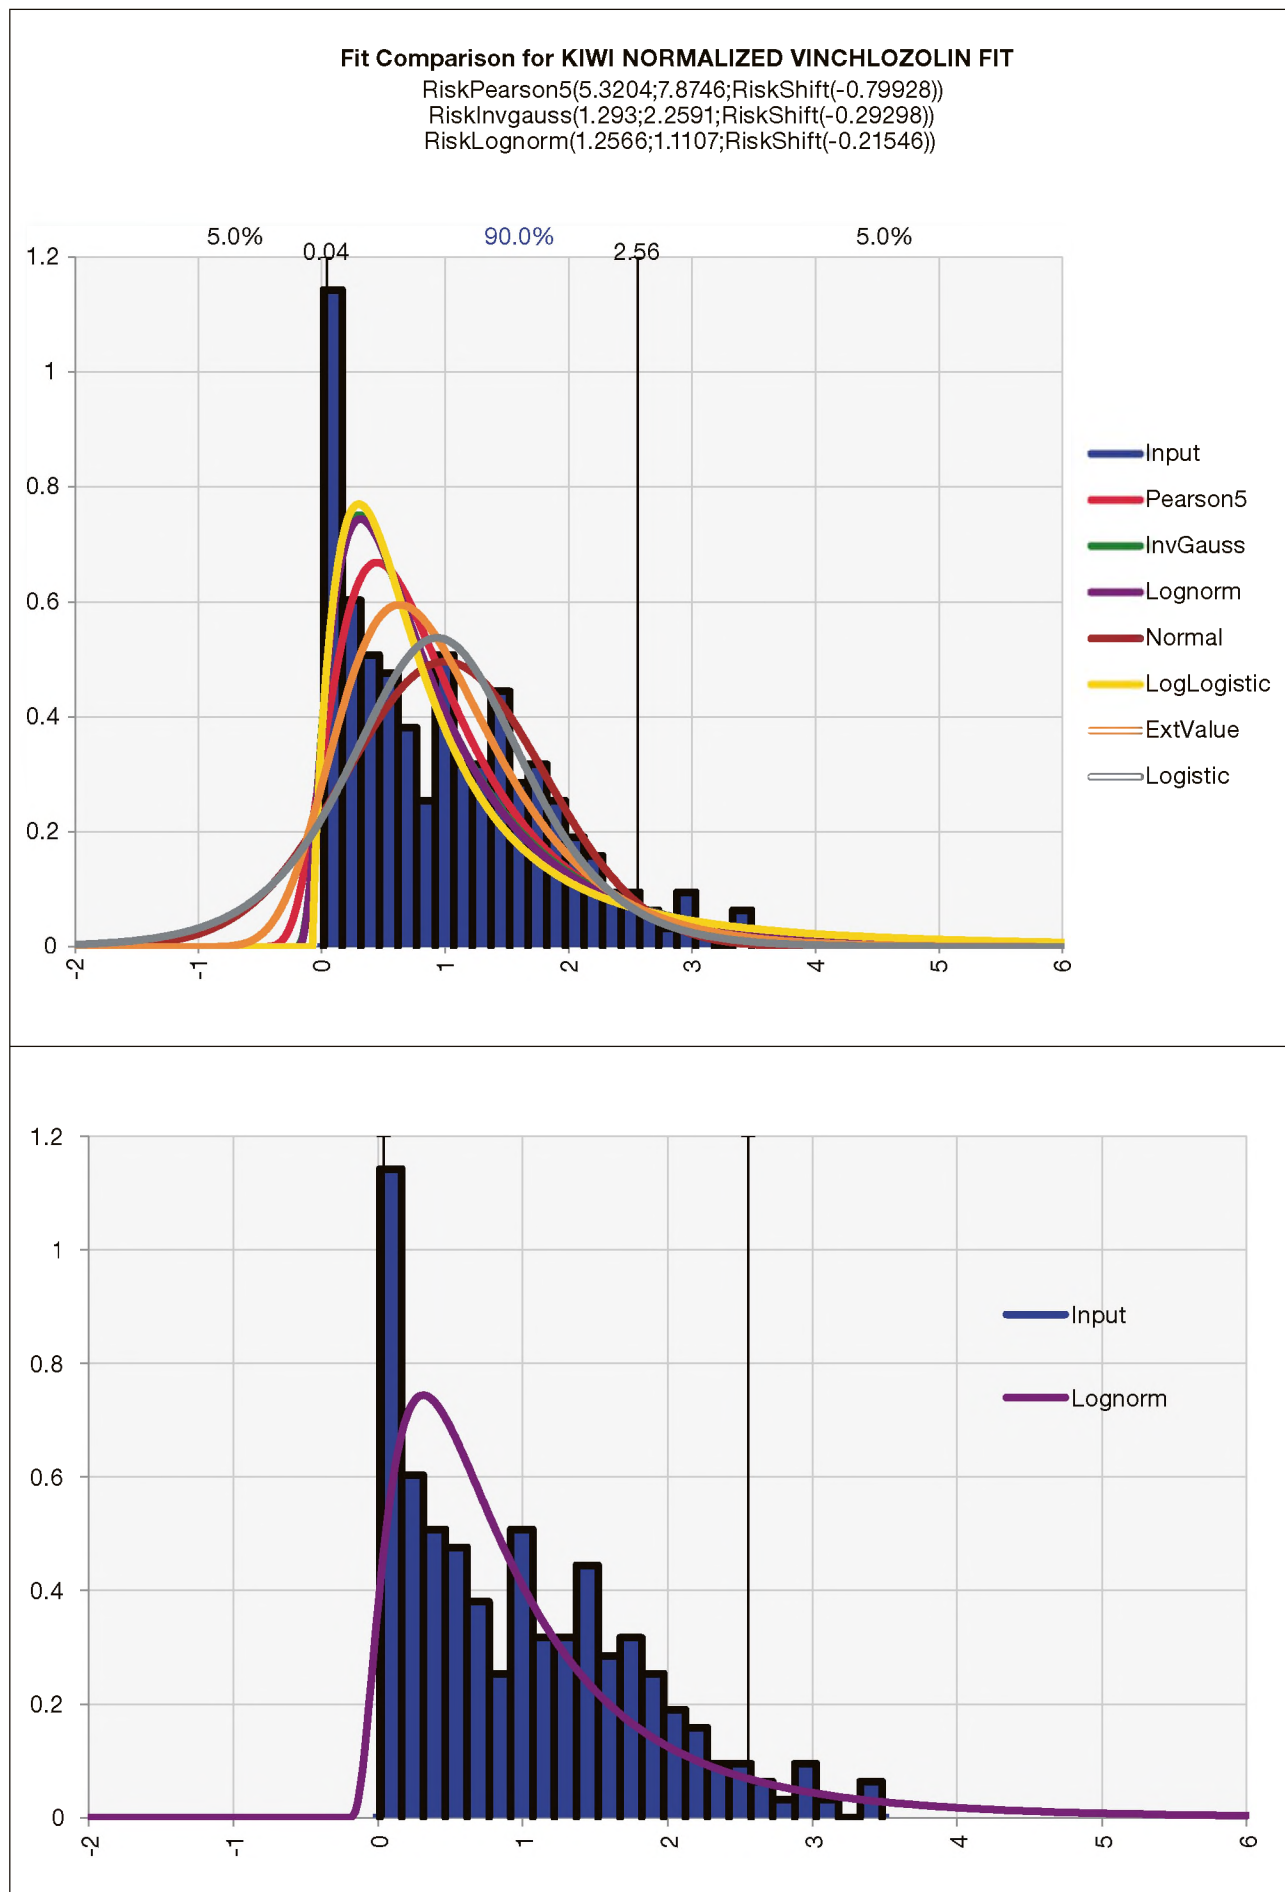 Fit Comparison for KIWI NORMALIZED VINCHLOZOLIN FIT
RiskPearson5(5.3204;7.8746;RiskShift(-0.79928))
RiskInvgauss(1.293;2.2591;RiskShift(-0.29298))
RiskLognorm(1.2566;1.1107;RiskShift(-0.21546))
5.0% 90.0% 5.0%
0.04 2.56
1.2
1
0.8
0.6
0.4
0.2
0
-2 -1 0 1 2 3 4 5 6
Input
Pearson5
InvGauss
Lognorm
Normal
LogLogistic
ExtValue
Logistic
1.2
1
0.8
0.6
0.4
0.2
0
-2 -1 0 1 2 3 4 5 6
Input
Lognorm